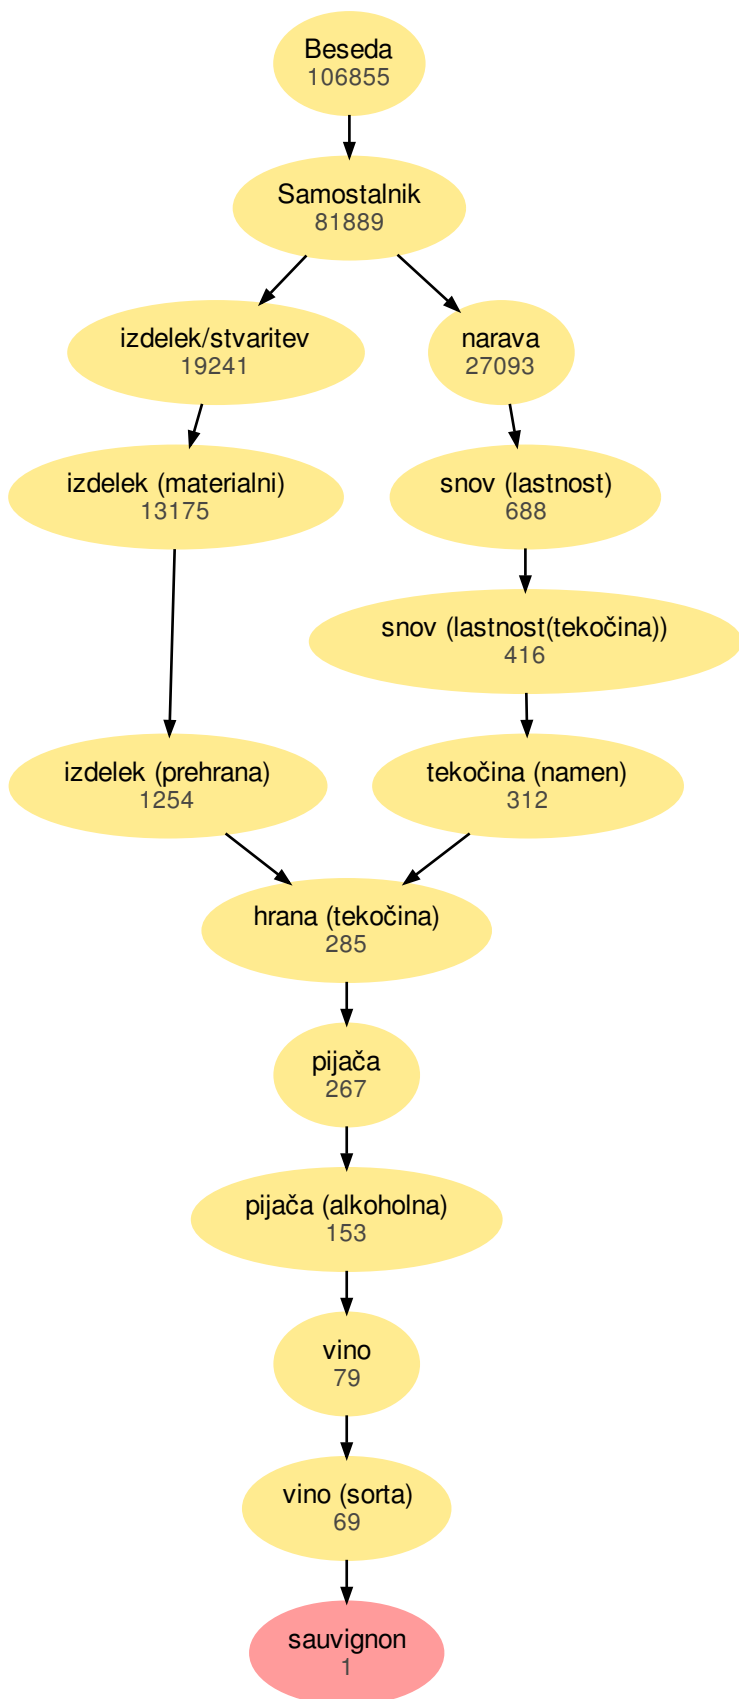 Beseda
106855
Samostalnik
81889
izdelek/stvaritev
19241
narava
27093
izdelek (materialni)
13175
snov (lastnost)
688
snov (lastnost(tekočina))
416
izdelek (prehrana)
1254
tekočina (namen)
312
hrana (tekočina)
285
pijača
267
pijača (alkoholna)
153
vino
79
vino (sorta)
69
sauvignon
1